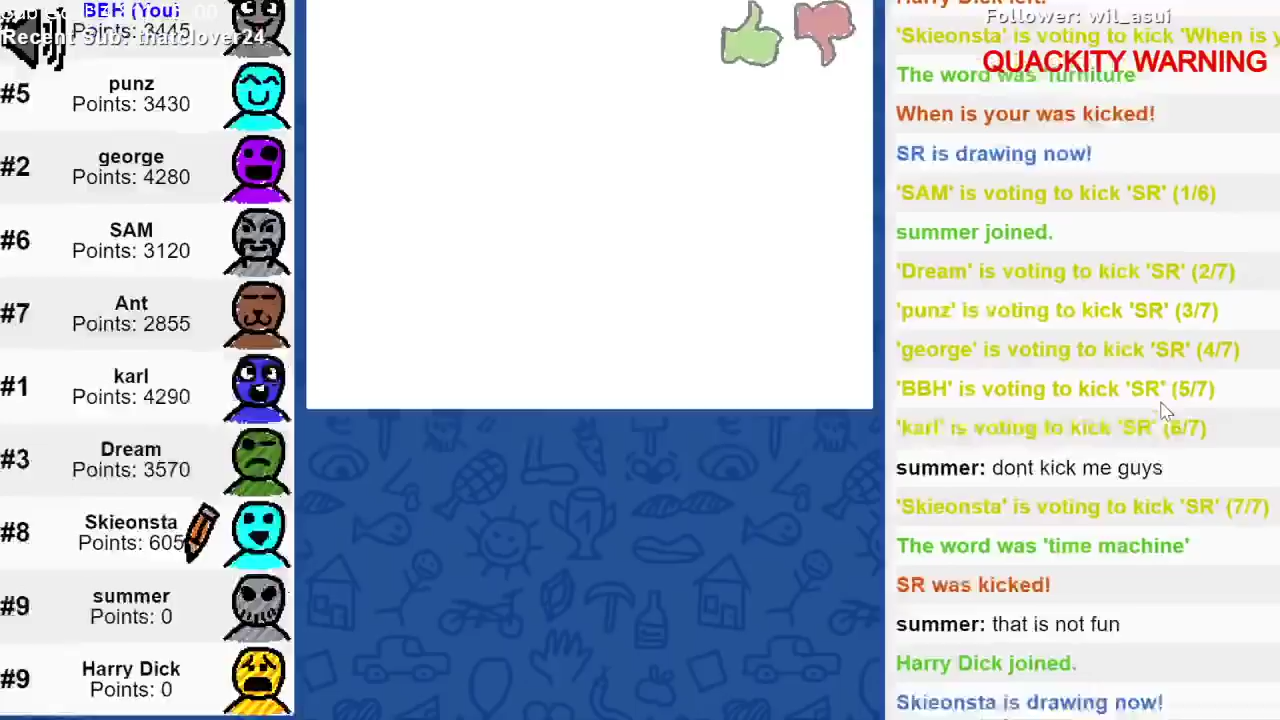 BBH (You)
Points: 3445
Recent Sub: thatclover24
#5
punz
Points: 3430
#2
george
Points: 4280
#6
SAM
Points: 3120
#7
Ant
Points: 2855
#1
karl
Points: 4290
#3
Dream
Points: 3570
#8
Skieonsta
Points: 605
#9
summer
Points: 0
#9
Harry Dick
Points: 0
1
Harry Dick left.
Follower: wil_asui
'Skieonsta' is voting to kick 'When is y
QUACKITY WARNING
The word was 'furniture'
When is your was kicked!
SR is drawing now!
'SAM' is voting to kick 'SR' (1/6)
summer joined.
'Dream' is voting to kick 'SR' (2/7)
'punz' is voting to kick 'SR' (3/7)
'george' is voting to kick 'SR' (4/7)
'BBH' is voting to kick 'SR' (5/7)
'karl' is voting to kick 'SR' (6/7)
summer: dont kick me guys
'Skieonsta' is voting to kick 'SR' (7/7)
The word was 'time machine'
SR was kicked!
summer: that is not fun
Harry Dick joined.
Skieonsta is drawing now!